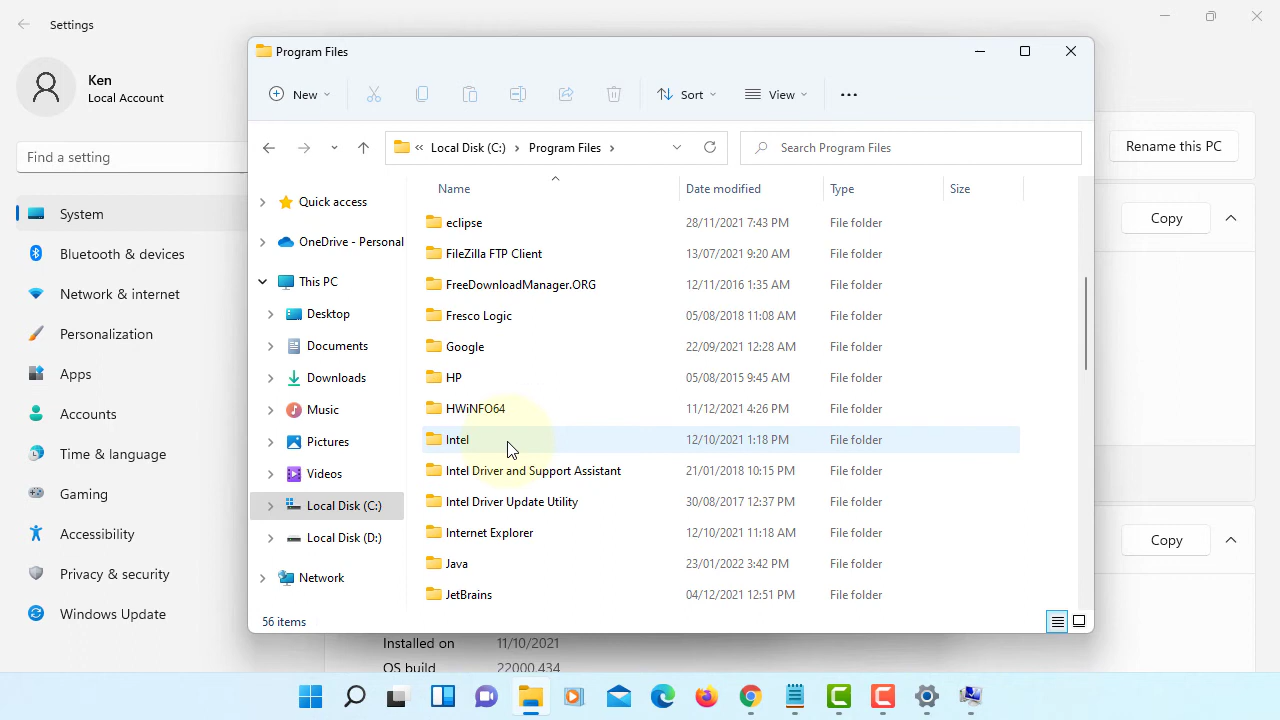 Settings
Ken
Local Account
Find a setting
System
Bluetooth & devices
Network & internet
Personalization
Apps
Accounts
Time & language
Gaming
Accessibility
Privacy & security
Windows Update
Program Files
New
Sort
View
Local Disk (C:)
Program Files
Search Program Files
Quick access
OneDrive - Personal
This PC
Desktop
Documents
Downloads
Music
Pictures
Videos
Local Disk (C:)
Local Disk (D:)
Network
Name Date modified Type Size
eclipse 28/11/2021 7:43 PM File folder
FileZilla FTP Client 13/07/2021 9:20 AM File folder
FreeDownloadManager.ORG 12/11/2016 1:35 AM File folder
Fresco Logic 05/08/2018 11:08 AM File folder
Google 22/09/2021 12:28 AM File folder
HP 05/08/2015 9:45 AM File folder
HWiNFO64 11/12/2021 4:26 PM File folder
Intel 12/10/2021 1:18 PM File folder
Intel Driver and Support Assistant 21/01/2018 10:15 PM File folder
Intel Driver Update Utility 30/08/2017 12:37 PM File folder
Internet Explorer 12/10/2021 11:18 AM File folder
Java 23/01/2022 3:42 PM File folder
JetBrains 04/12/2021 12:51 PM File folder
56 items
Rename this PC
Copy
Copy
Installed on 11/10/2021
OS build 22000.434